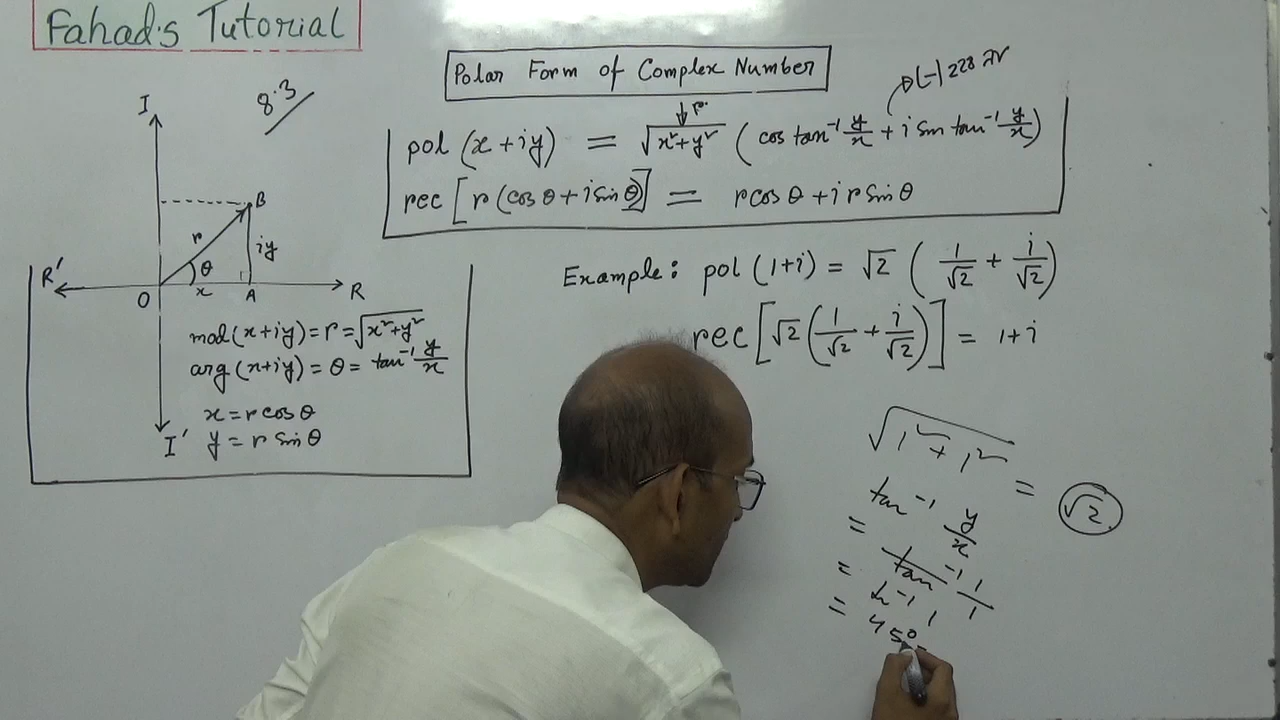 Fahad's Tutorial
8.3
Polar Form of Complex Number
pol (x+iy) = √x²+y² (cos tan⁻¹ y/x + i sin tan⁻¹ y/x)
r
rec [r (cos θ + i sin θ)] = r cos θ + i r sin θ
I
B
r
iy
θ
R'
O
x
A
R
I'
mod (x+iy) = r = √x²+y²
arg (x+iy) = θ = tan⁻¹ y/x
x = r cos θ
y = r sin θ
Example: pol (1+i) = √2 (1/√2 + i/√2)
rec [√2 (1/√2 + i/√2)] = 1+i
√1²+1² = √2
tan⁻¹ y/x
= tan⁻¹ 1/1
= tan⁻¹ 1
= 45°